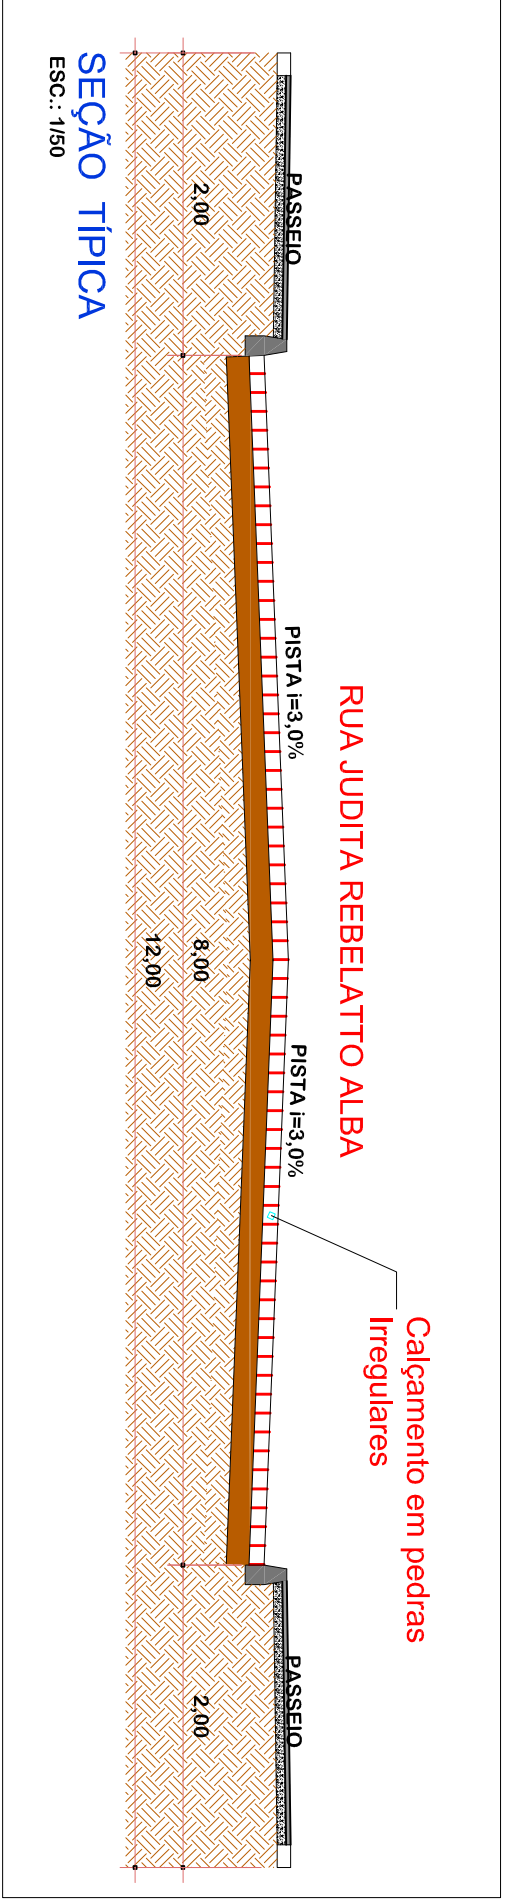 RUA JUDITA REBELATTO ALBA
Calçamento em pedras
Irregulares
PASSEIO
PISTA i=3,0%
PISTA i=3,0%
PASSEIO
2,00
8,00
2,00
12,00
SEÇÃO TÍPICA
ESC.: 1/50